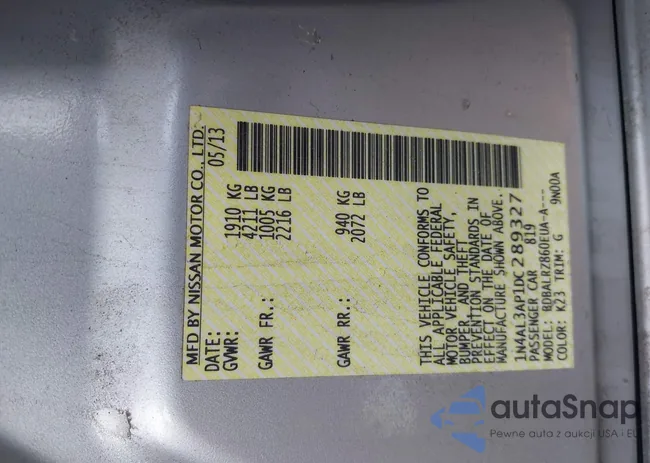 MFD BY NISSAN MOTOR CO., LTD.
DATE: 05/13
GVWR: 1910 KG
4211 LB
GAWR FR.: 1005 KG
2216 LB
GAWR RR.: 940 KG
2072 LB
THIS VEHICLE CONFORMS TO
ALL APPLICABLE FEDERAL
MOTOR VEHICLE SAFETY,
BUMPER, AND THEFT
PREVENTION STANDARDS IN
EFFECT ON THE DATE OF
MANUFACTURE SHOWN ABOVE.
1N4AL3AP1DC289327
PASSENGER CAR 819
MODEL: BDBALRZ860EUA-A---
COLOR: K23 TRIM: G 9N00A
autaSnap
Pewne auta z aukcji USA i EU